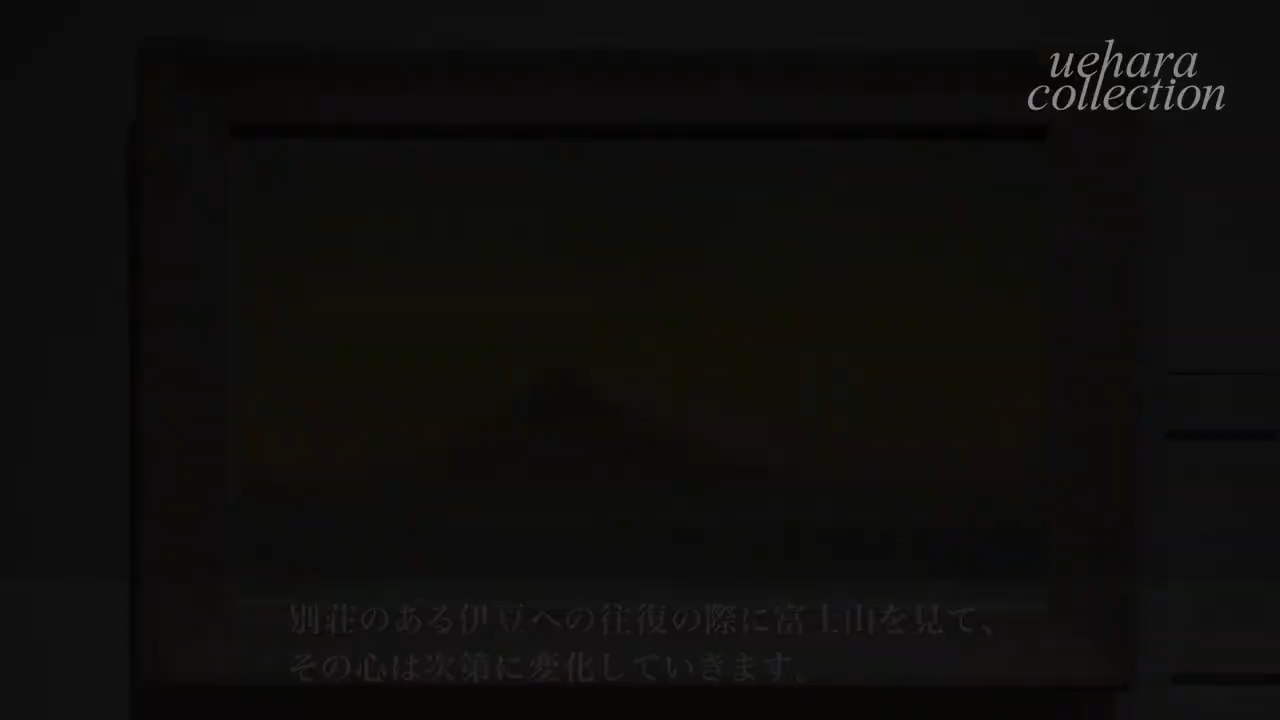 uehara
collection
別荘のある伊豆への往復の際に富士山を見て、
その心は次第に変化していきます。